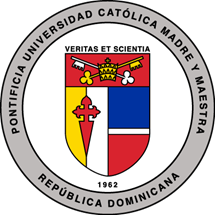 PONTIFICIA UNIVERSIDAD CATÓLICA MADRE Y MAESTRA
VERITAS ET SCIENTIA
1962
REPÚBLICA DOMINICANA